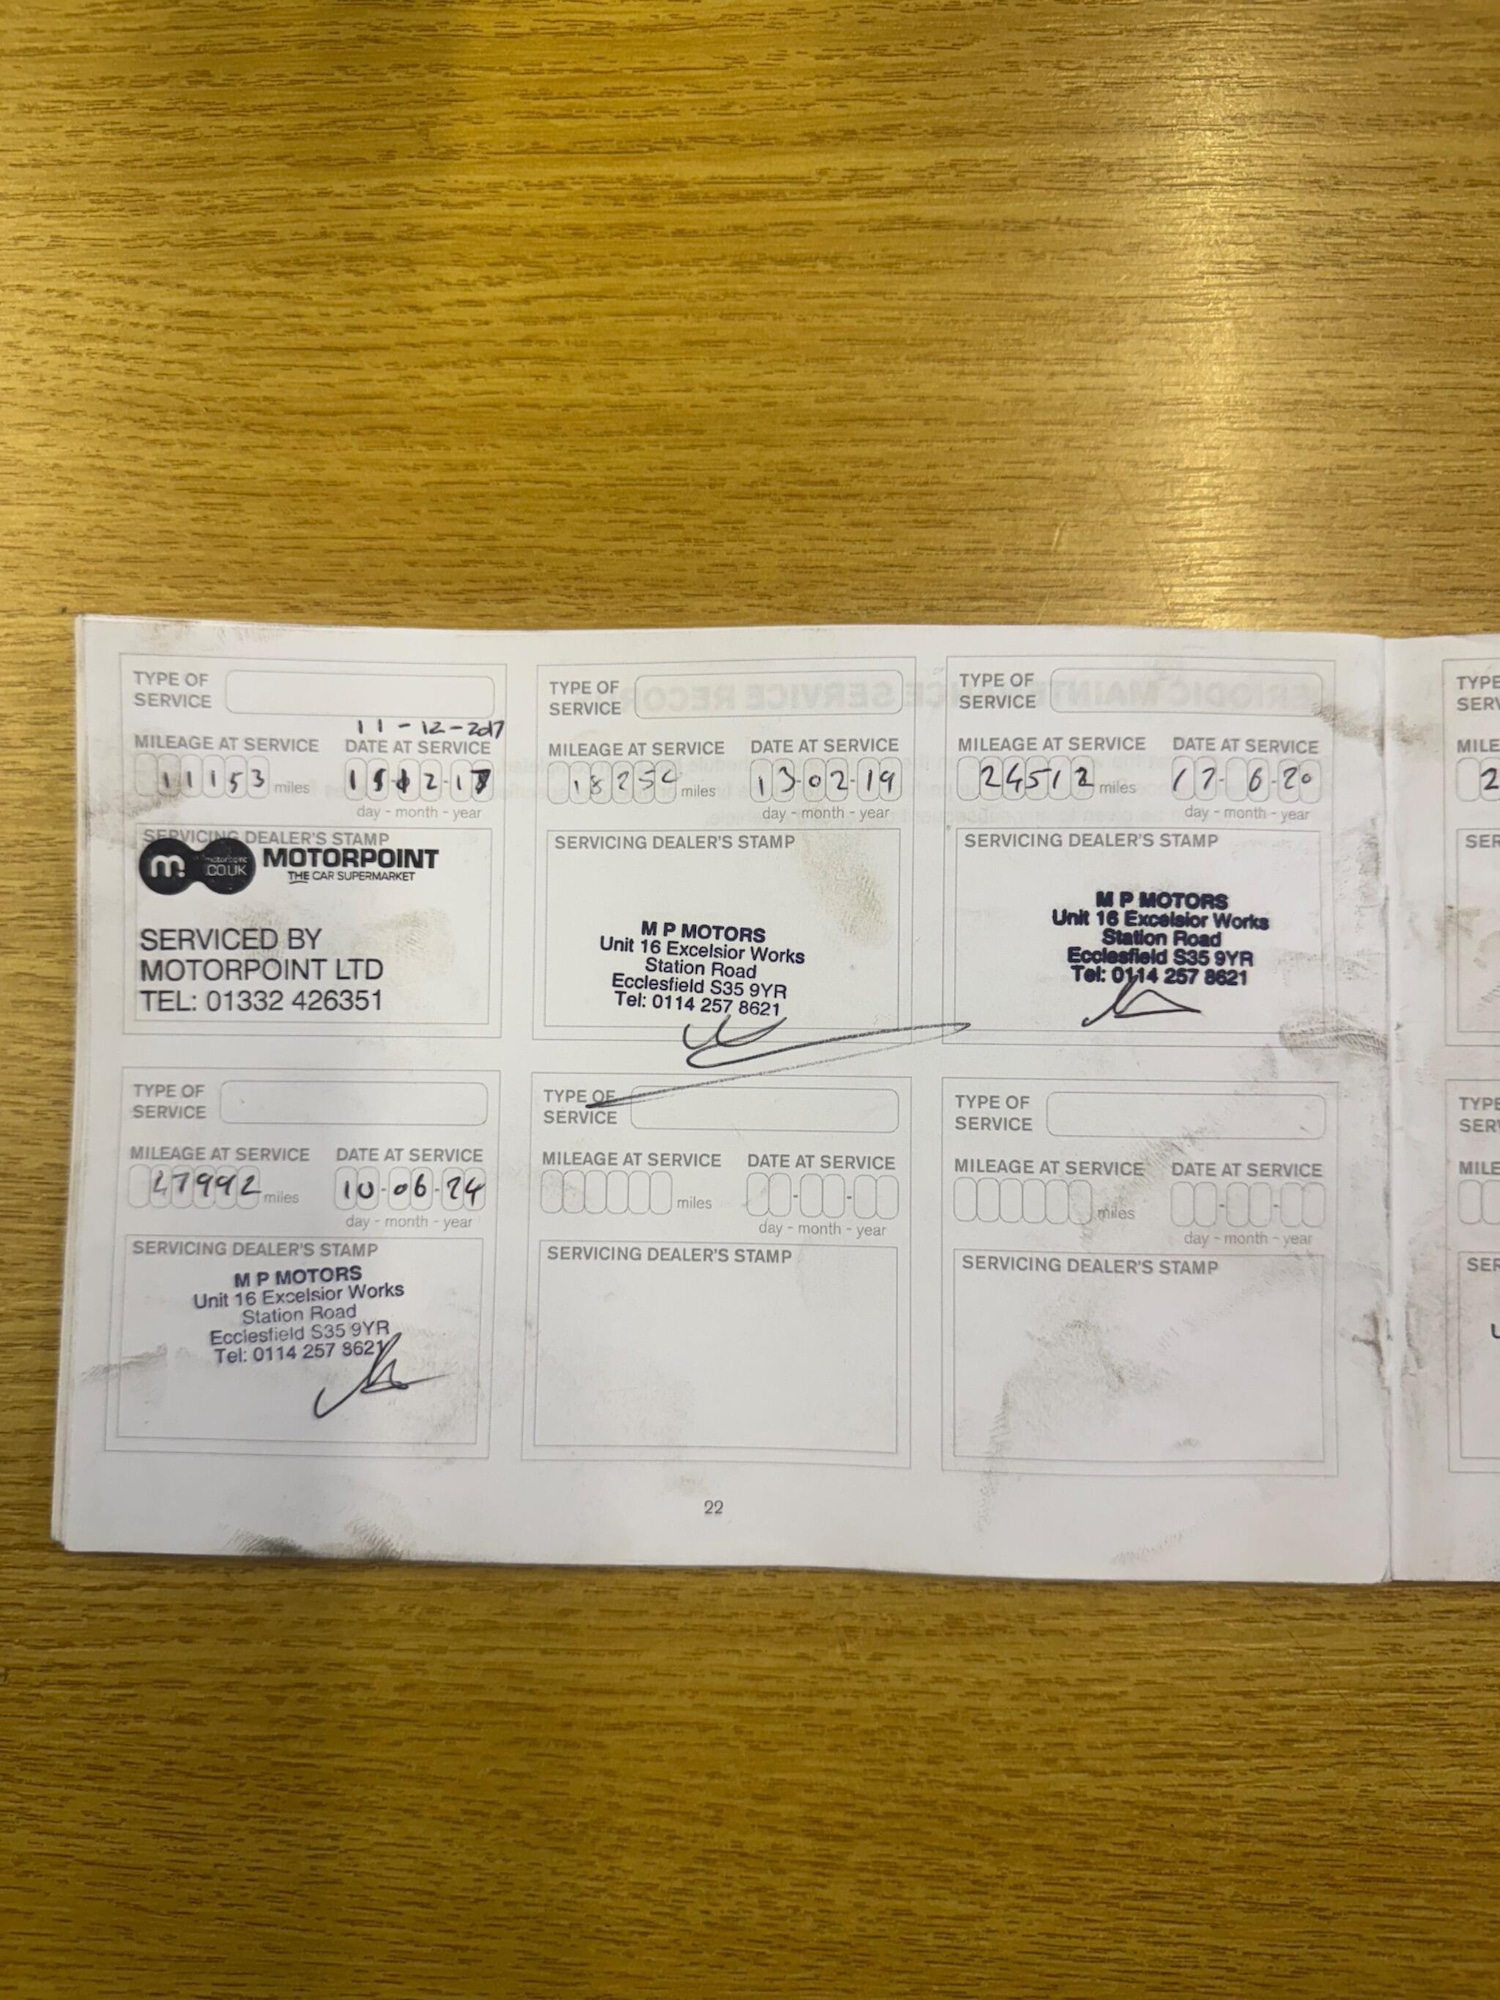 TYPE OF
SERVICE
11-12-2017
MILEAGE AT SERVICE DATE AT SERVICE
11153 miles
day - month - year
SERVICING DEALER'S STAMP
m. motorpoint CO.UK MOTORPOINT
THE CAR SUPERMARKET
SERVICED BY
MOTORPOINT LTD
TEL: 01332 426351
TYPE OF
SERVICE
MILEAGE AT SERVICE DATE AT SERVICE
miles 13-02-19
day - month - year
SERVICING DEALER'S STAMP
M P MOTORS
Unit 16 Excelsior Works
Station Road
Ecclesfield S35 9YR
Tel: 0114 257 8621
TYPE OF
SERVICE
MILEAGE AT SERVICE DATE AT SERVICE
24512 miles 17-6-20
day - month - year
SERVICING DEALER'S STAMP
M P MOTORS
Unit 16 Excelsior Works
Station Road
Ecclesfield S35 9YR
Tel: 0114 257 8621
TYPE OF
SERVICE
MILEAGE AT SERVICE DATE AT SERVICE
27992 miles 10-06-24
day - month - year
SERVICING DEALER'S STAMP
M P MOTORS
Unit 16 Excelsior Works
Station Road
Ecclesfield S35 9YR
Tel: 0114 257 8621
TYPE OF
SERVICE
MILEAGE AT SERVICE DATE AT SERVICE
miles
day - month - year
SERVICING DEALER'S STAMP
TYPE OF
SERVICE
MILEAGE AT SERVICE DATE AT SERVICE
miles
day - month - year
SERVICING DEALER'S STAMP
22